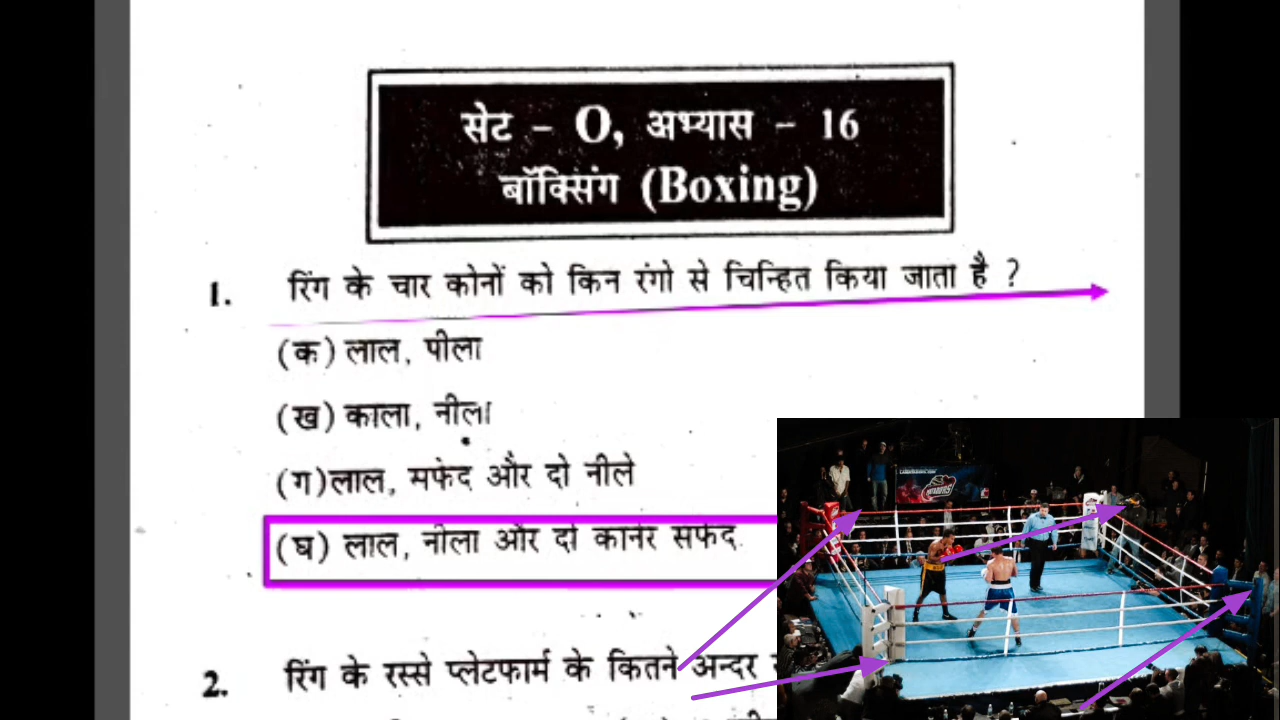 सेट - O, अभ्यास - 16
बॉक्सिंग (Boxing)
1. रिंग के चार कोनों को किन रंगो से चिन्हित किया जाता है ?
(क) लाल, पीला
(ख) काला, नीला
(ग) लाल, सफेद और दो नीले
(घ) लाल, नीला और दो कानर सफेद
2. रिंग के रस्से प्लेटफार्म के कितने अन्दर